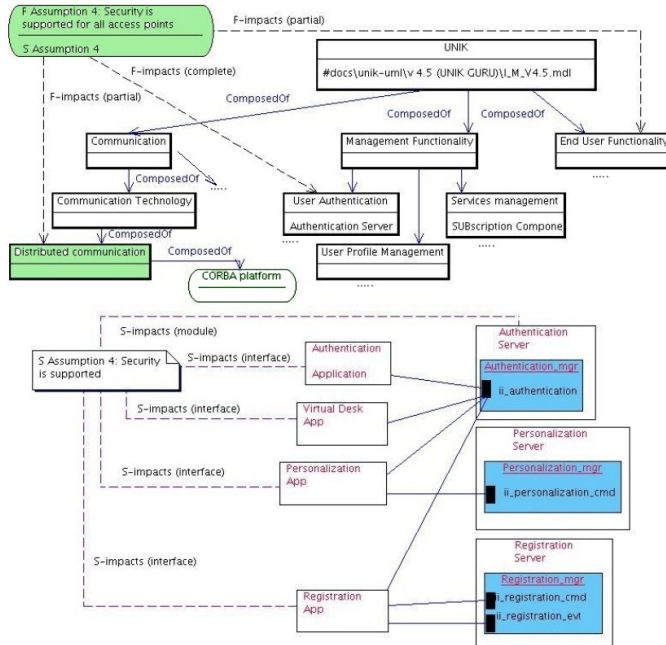 F Assumption 4: Security is
supported for all access points
S Assumption 4
F-impacts (partial)
UNIK
#docs\unik-uml\v 4.5 (UNIK GURU)\I_M_V4.5.mdl
F-impacts (complete)
F-impacts (partial)
ComposedOf
ComposedOf
ComposedOf
Communication
Management Functionality
End User Functionality
ComposedOf
.....
.....
Communication Technology
User Authentication
Authentication Server
Services management
SUBscription Compone
ComposedOf
.....
.....
Distributed communication
ComposedOf
User Profile Management
CORBA platform
.....
S-impacts (module)
Authentication
Server
S Assumption 4: Security
is supported
S-impacts (interface)
Authentication
Application
Authentication_mgr
ii_authentication
S-impacts (interface)
Virtual Desk
App
Personalization
Server
S-impacts (interface)
Personalization
App
Personalization_mgr
ii_personalization_cmd
Registration
Server
S-impacts (interface)
Registration
App
Registration_mgr
ii_registration_cmd
ii_registration_evt